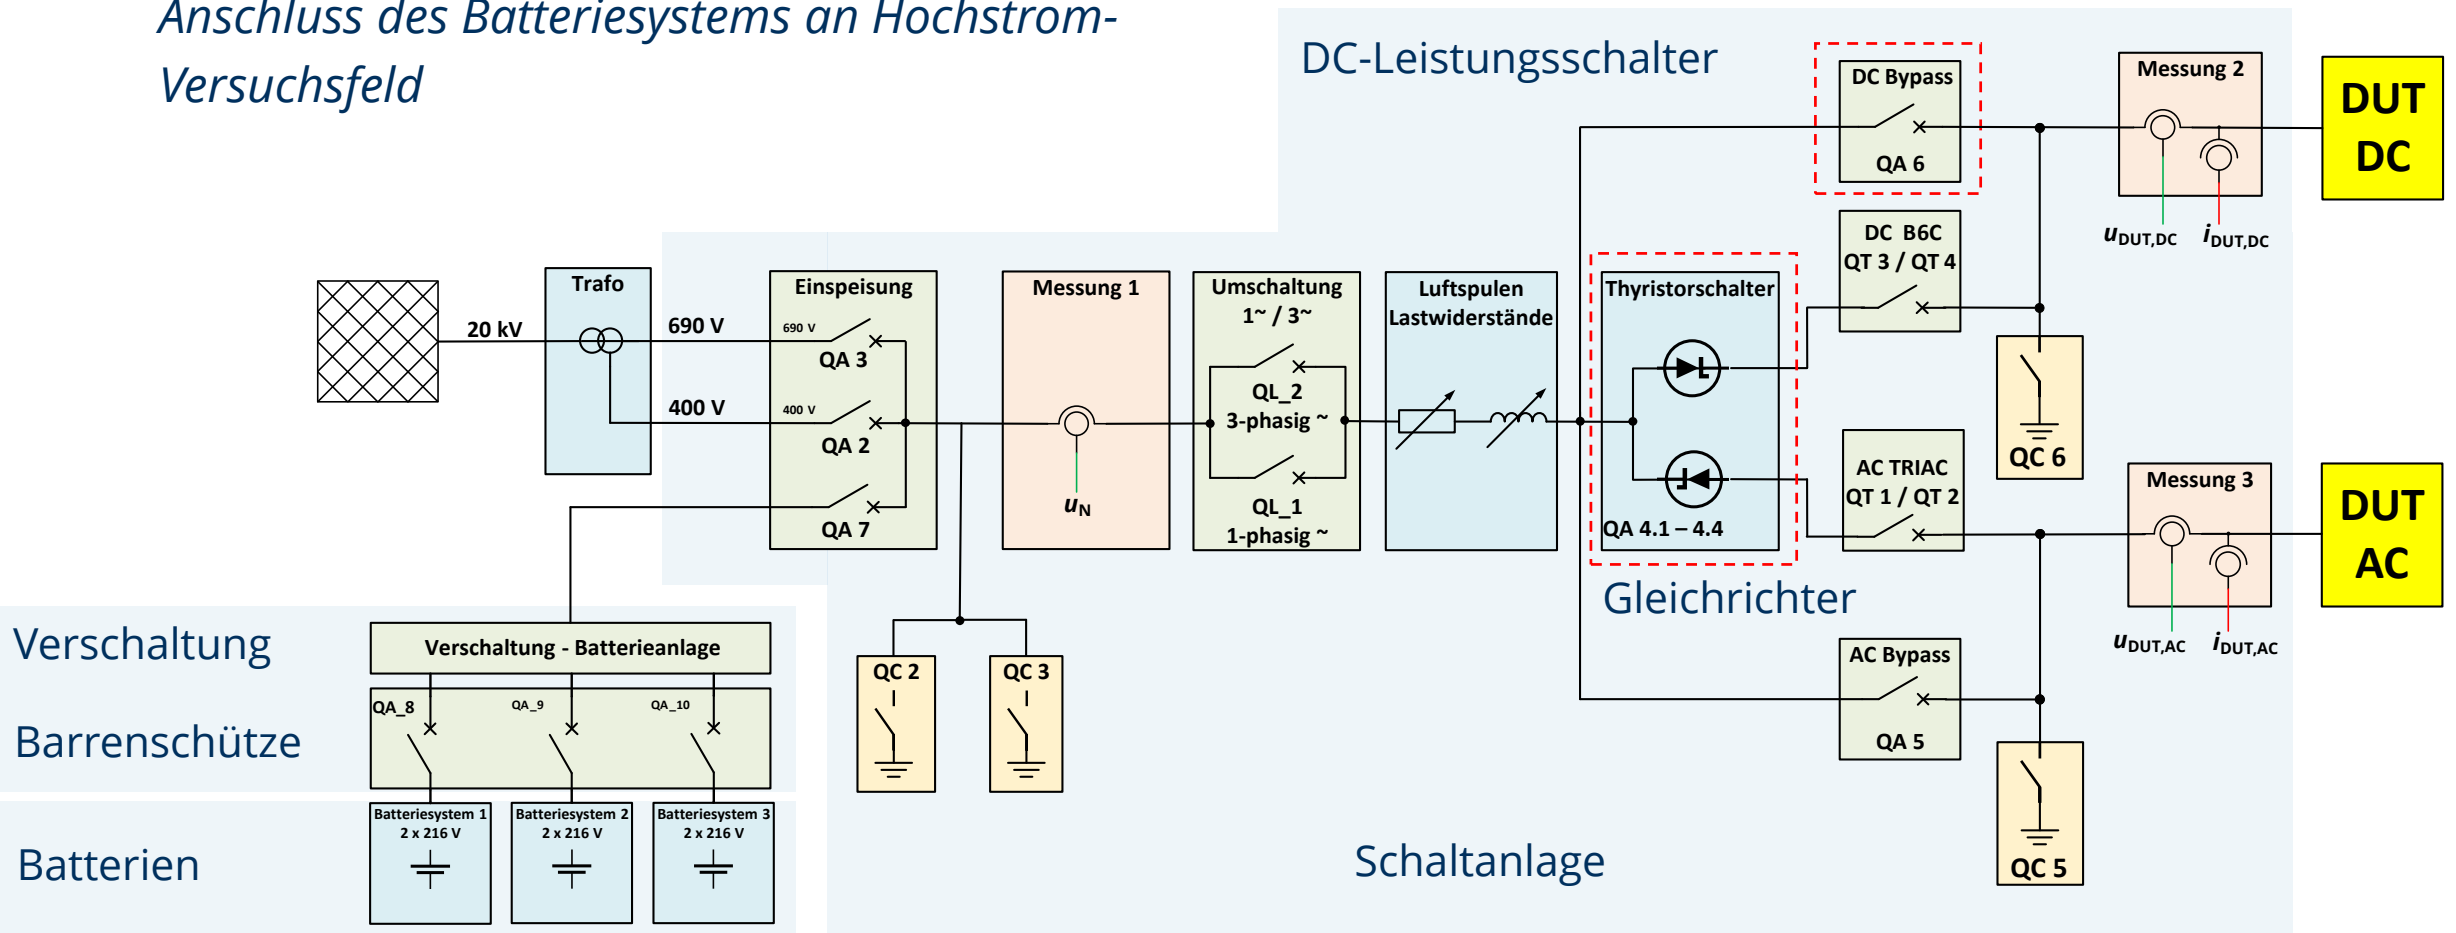 Anschluss des Batteriesystems an Hochstrom-
Versuchsfeld
DC-Leistungsschalter
DC Bypass
QA 6
Messung 2
u DUT,DC
i DUT,DC
DUT
DC
DC B6C
QT 3 / QT 4
QC 6
Trafo
20 kV
690 V
400 V
Einspeisung
690 V
QA 3
400 V
QA 2
QA 7
Messung 1
u N
Umschaltung
1~ / 3~
QL_2
3-phasig ~
QL_1
1-phasig ~
Luftspulen
Lastwiderstände
Thyristorschalter
QA 4.1 – 4.4
Gleichrichter
AC TRIAC
QT 1 / QT 2
Messung 3
u DUT,AC
i DUT,AC
DUT
AC
AC Bypass
QA 5
QC 5
QC 2
QC 3
Verschaltung
Verschaltung - Batterieanlage
Barrenschütze
QA_8
QA_9
QA_10
Batterien
Batteriesystem 1
2 x 216 V
Batteriesystem 2
2 x 216 V
Batteriesystem 3
2 x 216 V
Schaltanlage